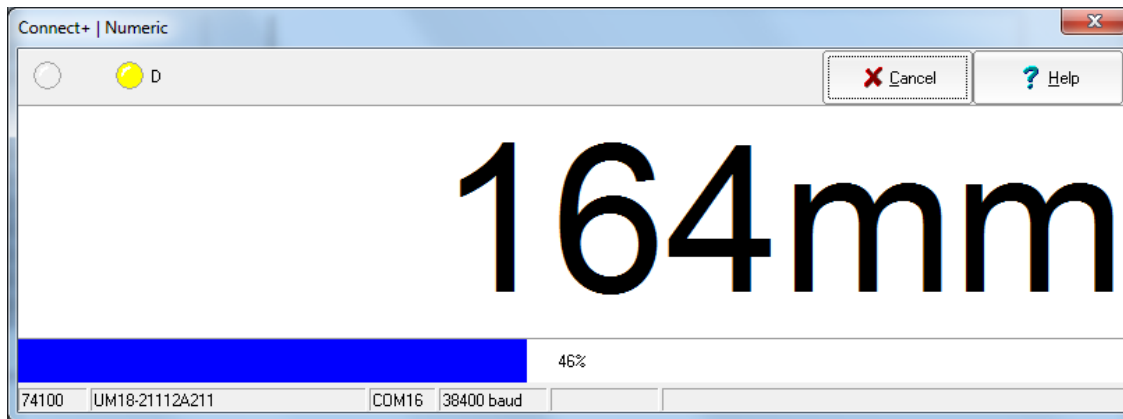 Connect+ | Numeric
D Cancel ? Help
164mm
46%
74100 UM18-21112A211 COM16 38400 baud